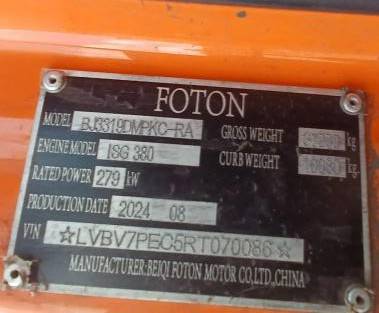 FOTON
MODEL BJ3319DMPKC-RA GROSS WEIGHT kg
ENGINE MODEL ISG 380 CURB WEIGHT kg
RATED POWER 279 kW
PRODUCTION DATE 2024 08
VIN ☆LVBV7PEC5RT070086☆
MANUFACTURER:BEIQI FOTON MOTOR CO,LTD.,CHINA